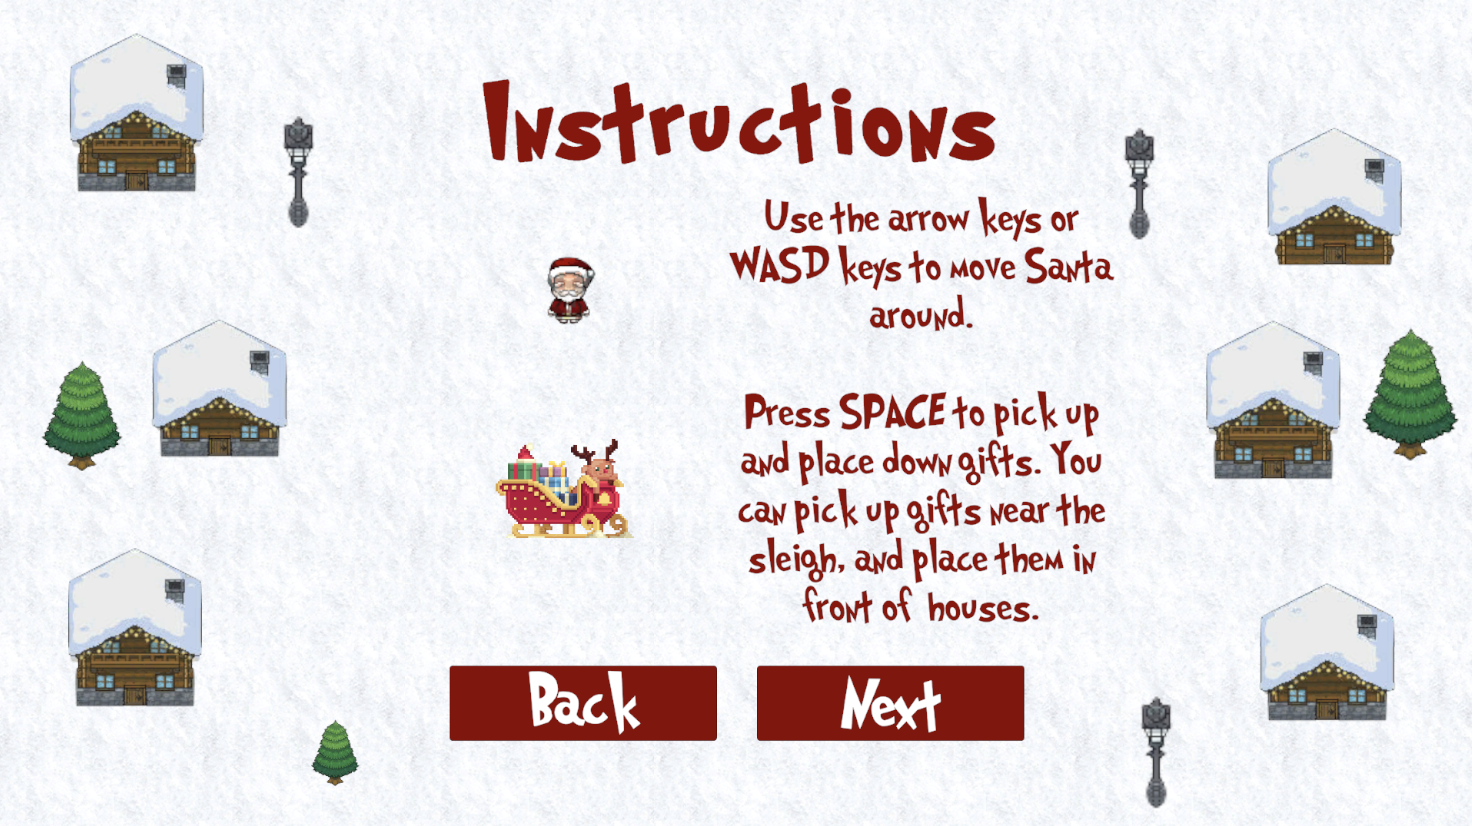 Instructions
Use the arrow keys or
WASD keys to move Santa
around.
Press SPACE to pick up
and place down gifts. You
can pick up gifts near the
sleigh, and place them in
front of houses.
Back
Next